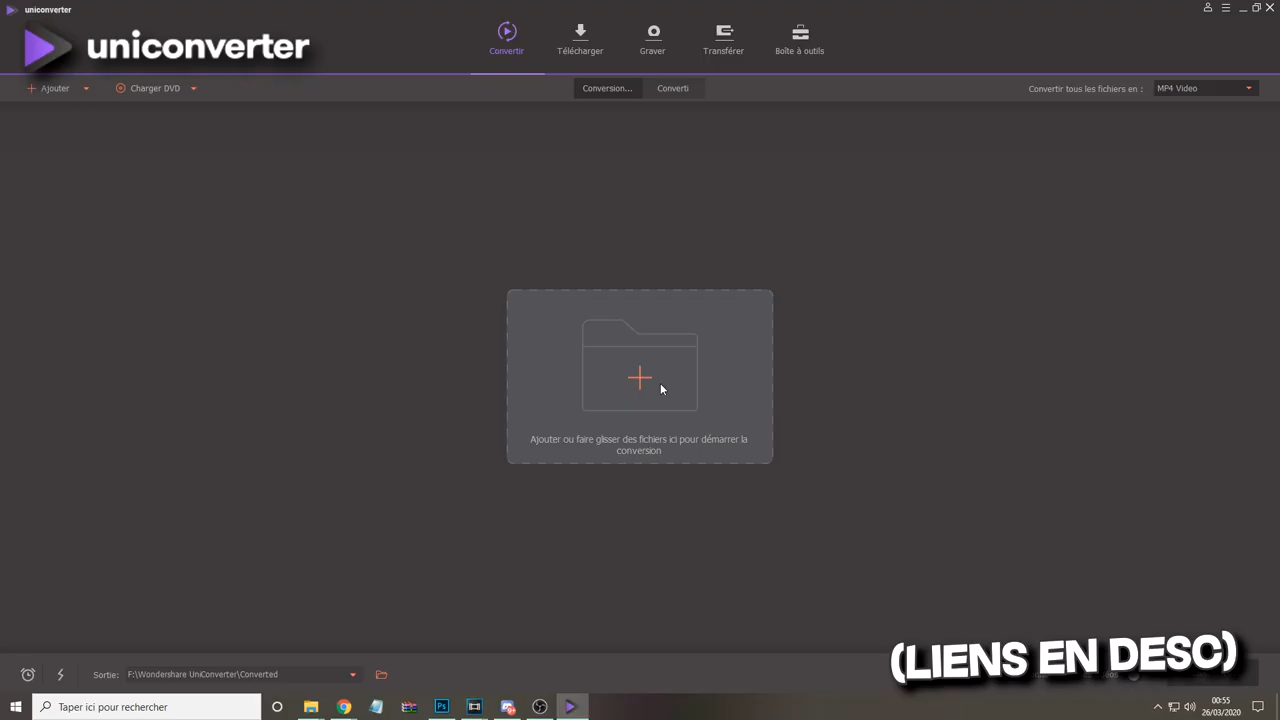 uniconverter
uniconverter
Convertir
Télécharger
Graver
Transférer
Boîte à outils
Ajouter
Charger DVD
Conversion...
Converti
Convertir tous les fichiers en :
MP4 Video
Ajouter ou faire glisser des fichiers ici pour démarrer la
conversion
(LIENS EN DESC)
Sortie:
F:\Wondershare UniConverter\Converted
Taper ici pour rechercher
Ps
00:55
26/03/2020